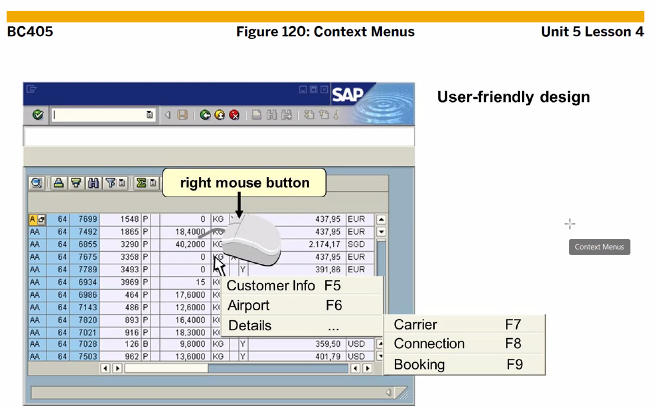 BC405 Figure 120: Context Menus Unit 5 Lesson 4
SAP
User-friendly design
right mouse button
A 64 7699 1548 P 0 KG 437,95 EUR
AA 64 7492 1865 P 18,4000 KG 437,95 EUR
AA 64 6855 3290 P 40,2000 KG 2.174,17 SGD
AA 64 7675 3358 P 0 KG X 437,95 EUR
AA 64 7789 3493 P 0 Y 391,86 EUR
AA 64 6934 3969 P 15 KG
AA 64 6986 464 P 17,6000 KG
AA 64 7143 486 P 12,6000 KG
AA 64 7020 893 P 16,4000 KG
AA 64 7021 916 P 18,3000 KG
AA 64 7028 126 B 9,8000 KG Y 359,50 USD
AA 64 7503 962 P 13,6000 KG Y 401,79 USD
Customer Info F5
Airport F6
Details ...
Carrier F7
Connection F8
Booking F9
Context Menus